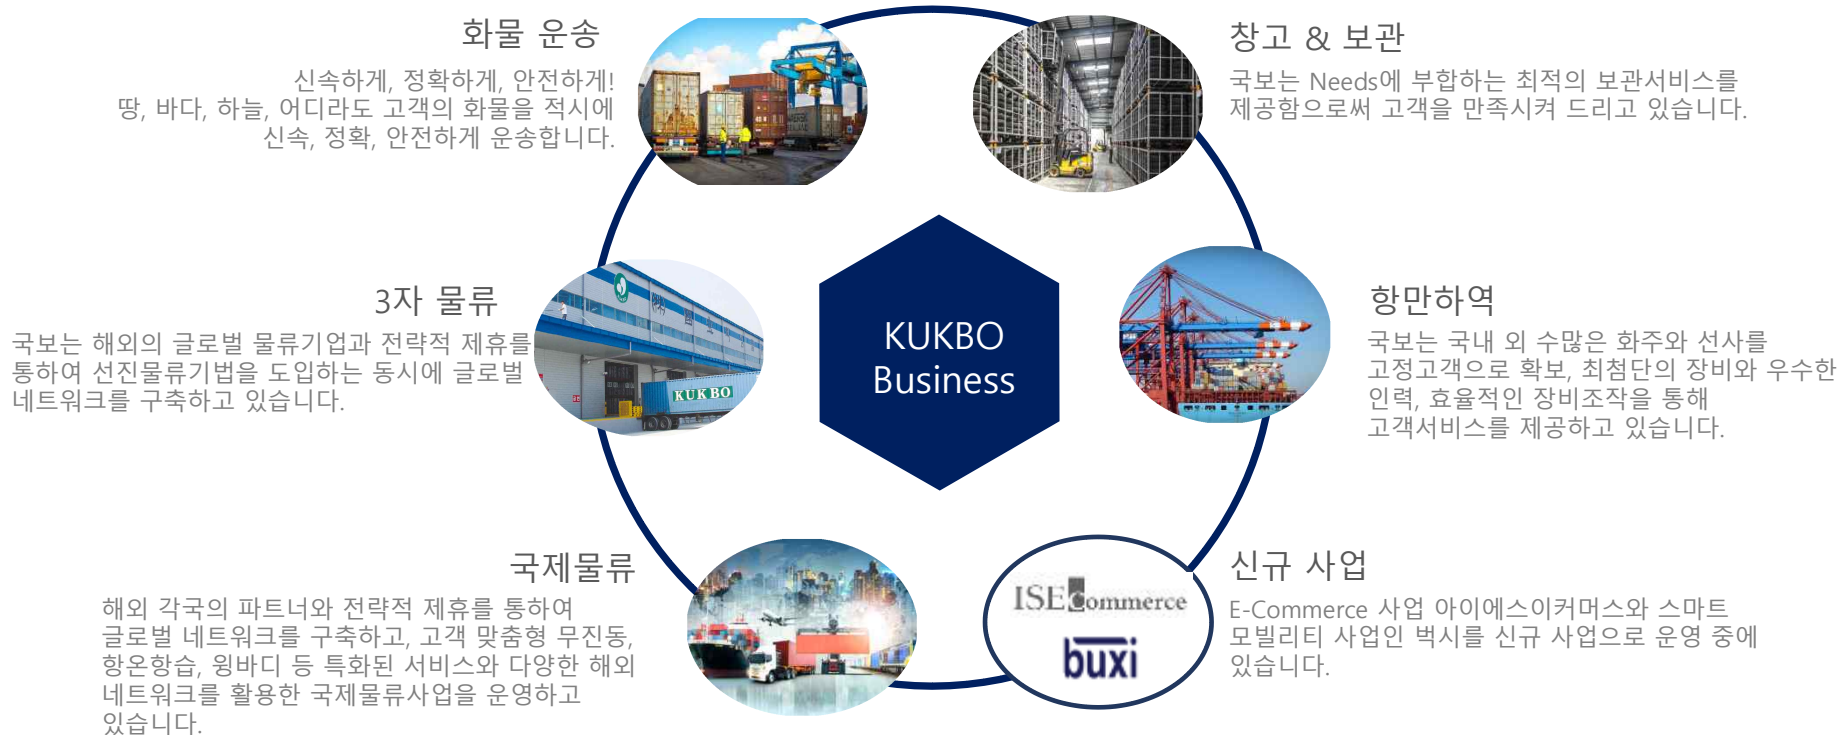 화물 운송
신속하게, 정확하게, 안전하게!
땅, 바다, 하늘, 어디라도 고객의 화물을 적시에
신속, 정확, 안전하게 운송합니다.
창고 & 보관
국보는 Needs에 부합하는 최적의 보관서비스를
제공함으로써 고객을 만족시켜 드리고 있습니다.
3자 물류
국보는 해외의 글로벌 물류기업과 전략적 제휴를
통하여 선진물류기법을 도입하는 동시에 글로벌
네트워크를 구축하고 있습니다.
KUKBO
KUKBO
Business
항만하역
국보는 국내 외 수많은 화주와 선사를
고정고객으로 확보, 최첨단의 장비와 우수한
인력, 효율적인 장비조작을 통해
고객서비스를 제공하고 있습니다.
국제물류
해외 각국의 파트너와 전략적 제휴를 통하여
글로벌 네트워크를 구축하고, 고객 맞춤형 무진동,
항온항습, 윙바디 등 특화된 서비스와 다양한 해외
네트워크를 활용한 국제물류사업을 운영하고
있습니다.
ISECommerce
buxi
신규 사업
E-Commerce 사업 아이에스이커머스와 스마트
모빌리티 사업인 벅시를 신규 사업으로 운영 중에
있습니다.